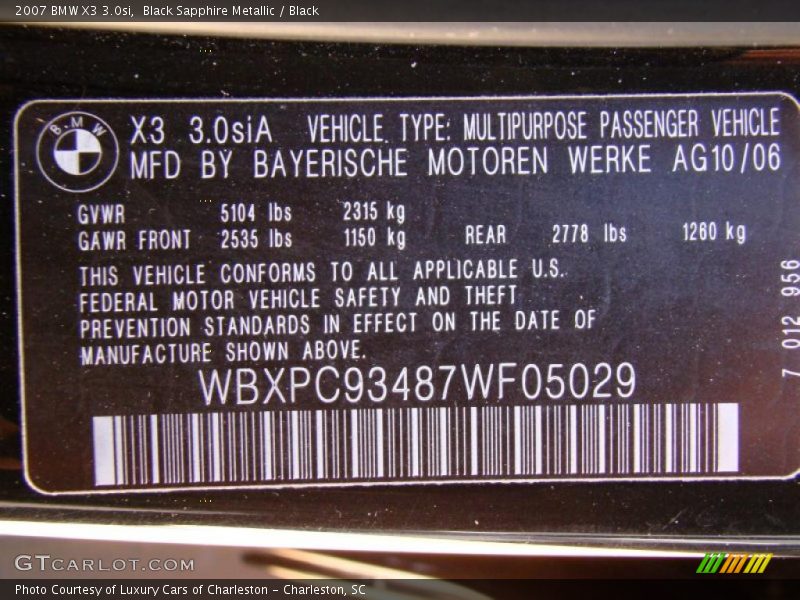 2007 BMW X3 3.0si, Black Sapphire Metallic / Black
BMW
X3 3.0siA VEHICLE TYPE: MULTIPURPOSE PASSENGER VEHICLE
MFD BY BAYERISCHE MOTOREN WERKE AG10/06
GVWR 5104 lbs 2315 kg
GAWR FRONT 2535 lbs 1150 kg REAR 2778 lbs 1260 kg
THIS VEHICLE CONFORMS TO ALL APPLICABLE U.S.
FEDERAL MOTOR VEHICLE SAFETY AND THEFT
PREVENTION STANDARDS IN EFFECT ON THE DATE OF
MANUFACTURE SHOWN ABOVE.
WBXPC93487WF05029
7 012 956
GTCARLOT.COM
Photo Courtesy of Luxury Cars of Charleston - Charleston, SC